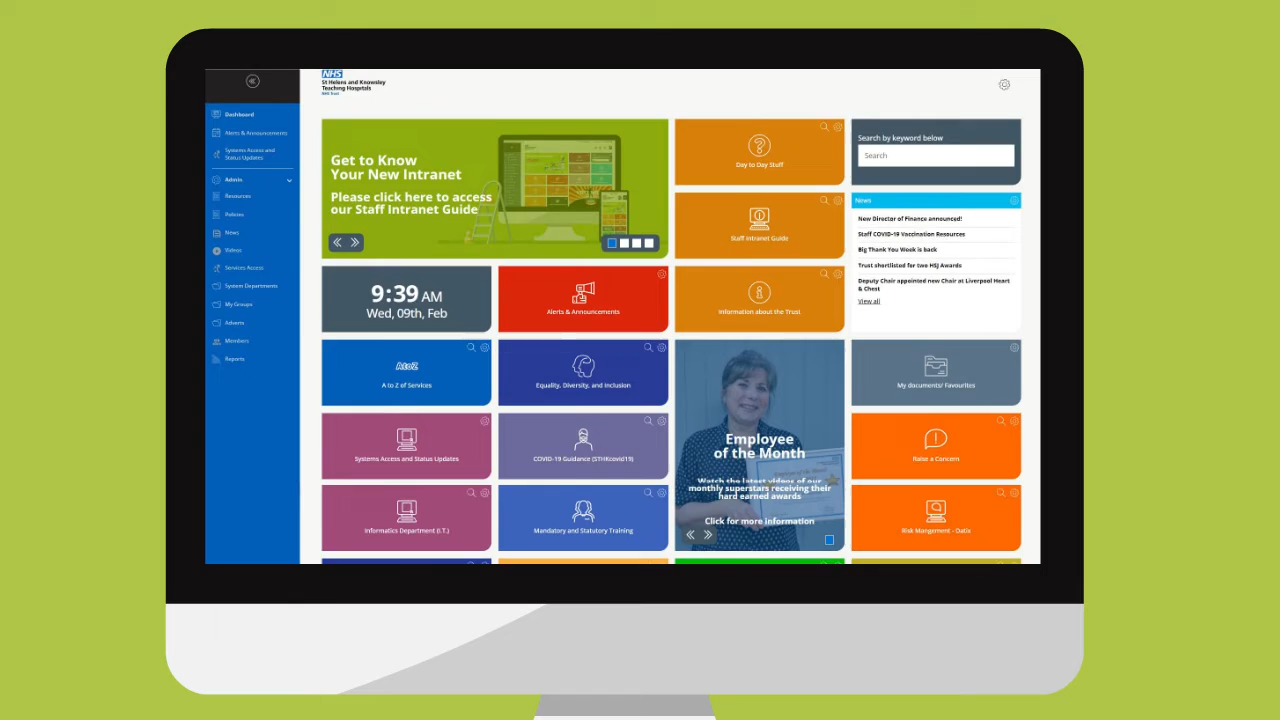 NHS
St Helens and Knowsley
Teaching Hospitals
NHS Trust
Dashboard
Alerts & Announcements
Systems Access and
Status Updates
Admin
Resources
Policies
News
Videos
Services Access
System Departments
My Groups
Adverts
Members
Reports
Get to Know
Your New Intranet
Please click here to access
our Staff Intranet Guide
Day to Day Stuff
Search by keyword below
Search
Staff Intranet Guide
News
New Director of Finance announced!
Staff COVID-19 Vaccination Resources
Big Thank You Week is back
Trust shortlisted for two HSJ Awards
Deputy Chair appointed new Chair at Liverpool Heart
& Chest
View all
9:39 AM
Wed, 09th, Feb
Alerts & Announcements
Information about the Trust
AtoZ
A to Z of Services
Equality, Diversity, and Inclusion
Employee
of the Month
Watch the latest videos of our
monthly superstars receiving their
hard earned awards
Click for more information
My documents/ Favourites
Systems Access and Status Updates
COVID-19 Guidance (STHKcovid19)
Raise a Concern
Informatics Department (I.T.)
Mandatory and Statutory Training
Risk Mangement - Datix